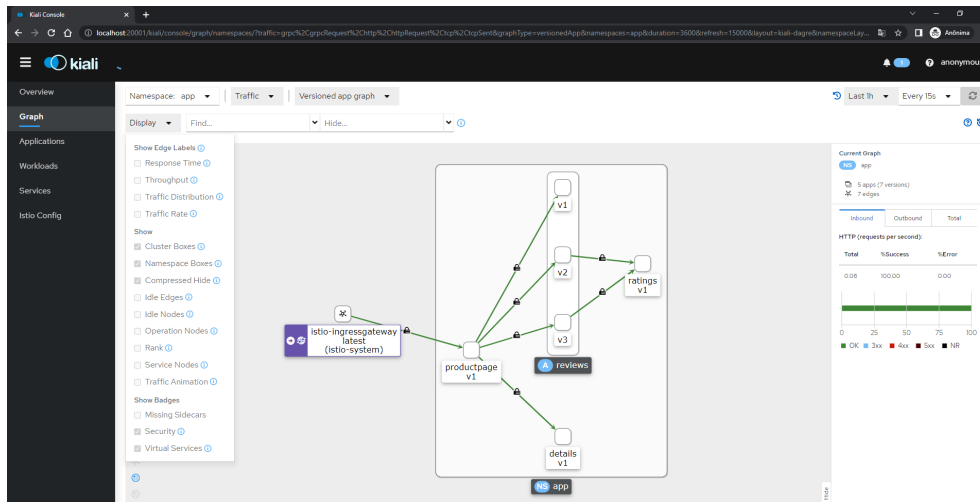 Kiali Console
localhost:20001/kiali/console/graph/namespaces/?traffic=grpc%2CgrpcRequest%2Chttp%2ChttpRequest%2Ctcp%2CtcpSent&graphType=versionedApp&namespaces=app&duration=3600&refresh=15000&layout=kiali-dagre&namespaceLay...
Anônima
kiali
anonymou
Overview
Graph
Applications
Workloads
Services
Istio Config
Namespace: app
Traffic
Versioned app graph
Last 1h
Every 15s
Display
Find...
Hide...
Show Edge Labels
Response Time
Throughput
Traffic Distribution
Traffic Rate
Show
Cluster Boxes
Namespace Boxes
Compressed Hide
Idle Edges
Idle Nodes
Operation Nodes
Rank
Service Nodes
Traffic Animation
Show Badges
Missing Sidecars
Security
Virtual Services
istio-ingressgateway
latest
(istio-system)
productpage
v1
v1
v2
v3
A reviews
ratings
v1
details
v1
NS app
Hide
Current Graph
NS app
5 apps (7 versions)
7 edges
Inbound Outbound Total
HTTP (requests per second):
Total %Success %Error
0.06 100.00 0.00
0 25 50 75 100
OK 3xx 4xx 5xx NR